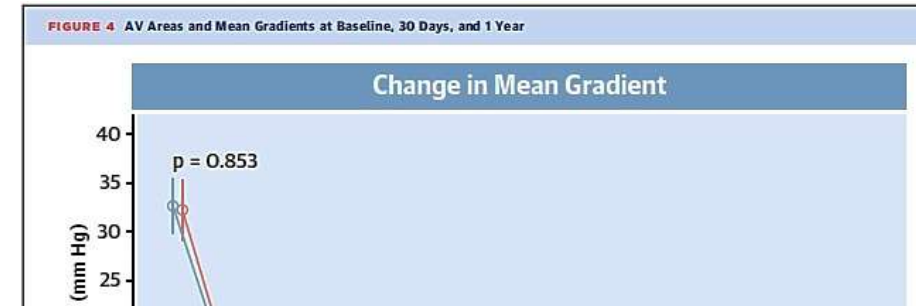 FIGURE 4 AV Areas and Mean Gradients at Baseline, 30 Days, and 1 Year
Change in Mean Gradient
40
p = 0.853
35
30
25
(mm Hg)